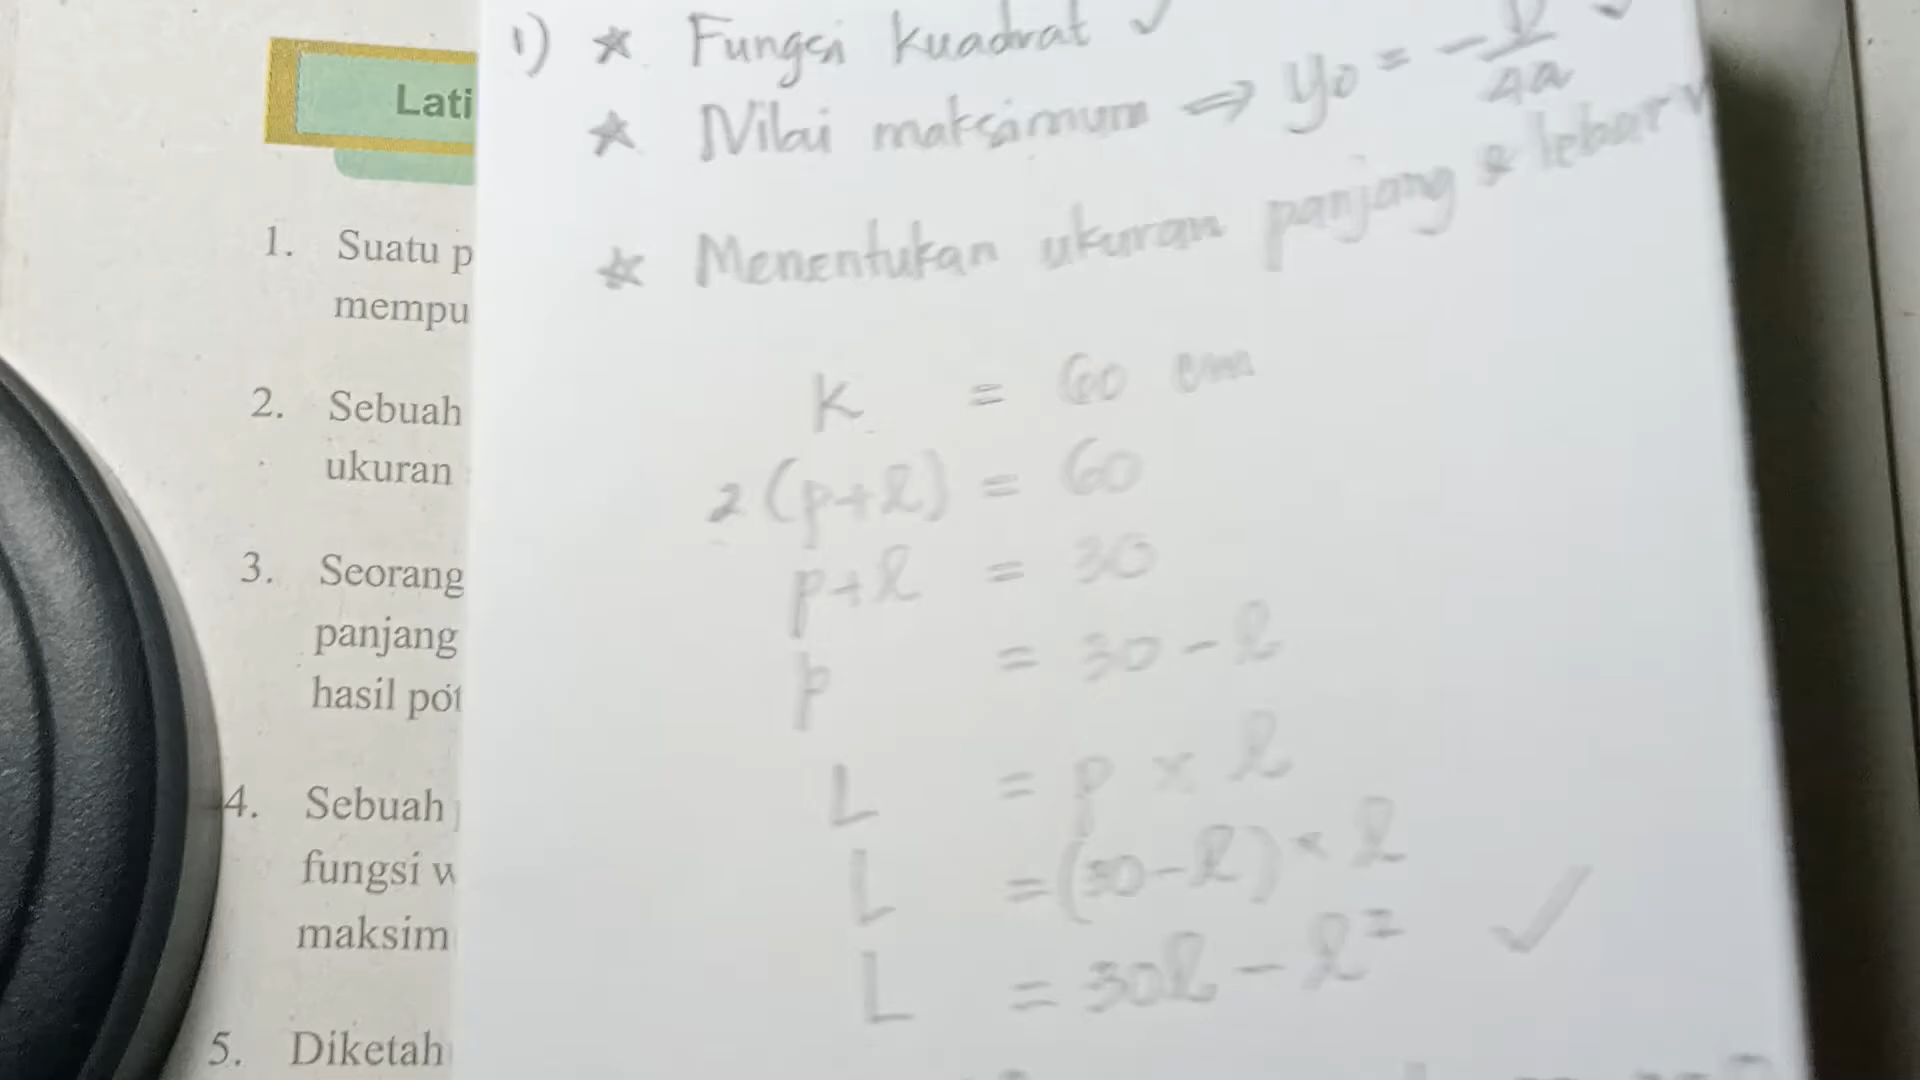 Lati
1. Suatu p
mempu
2. Sebuah
ukuran
3. Seorang
panjang
hasil pot
4. Sebuah
fungsi w
maksim
5. Diketah
1) * Fungsi kuadrat ✓
* Nilai maksimum ⇒ y₀ = -D/4a ✓
* Menentukan ukuran panjang & lebar ✓
K = 60 cm
2(p+l) = 60
p+l = 30
p = 30-l
L = p × l
L = (30-l) × l
L = 30l - l² ✓